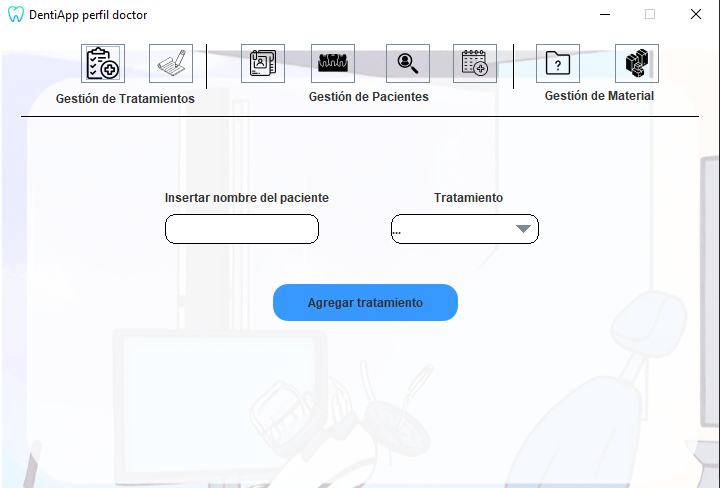 DentiApp perfil doctor
Gestión de Tratamientos
Gestión de Pacientes
Gestión de Material
Insertar nombre del paciente
Tratamiento
...
Agregar tratamiento